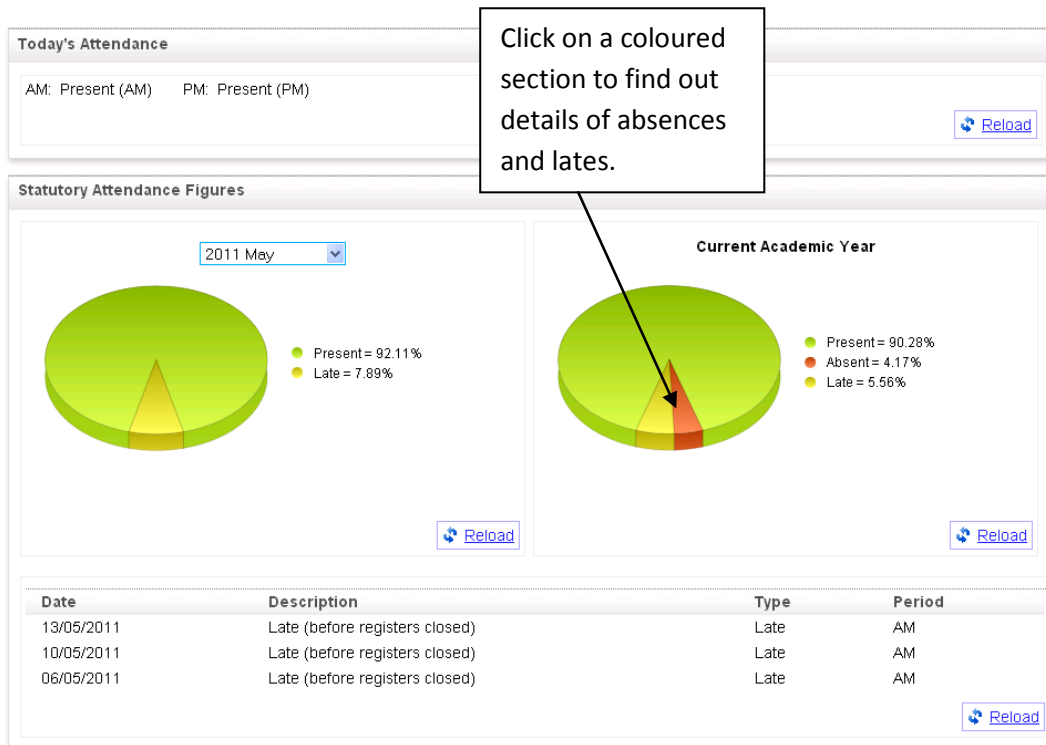 Click on a coloured
section to find out
details of absences
and lates.
Today's Attendance
AM: Present (AM) PM: Present (PM)
Reload
Statutory Attendance Figures
2011 May
Present = 92.11%
Late = 7.89%
Reload
Current Academic Year
Present = 90.28%
Absent = 4.17%
Late = 5.56%
Reload
Date Description Type Period
13/05/2011 Late (before registers closed) Late AM
10/05/2011 Late (before registers closed) Late AM
06/05/2011 Late (before registers closed) Late AM
Reload